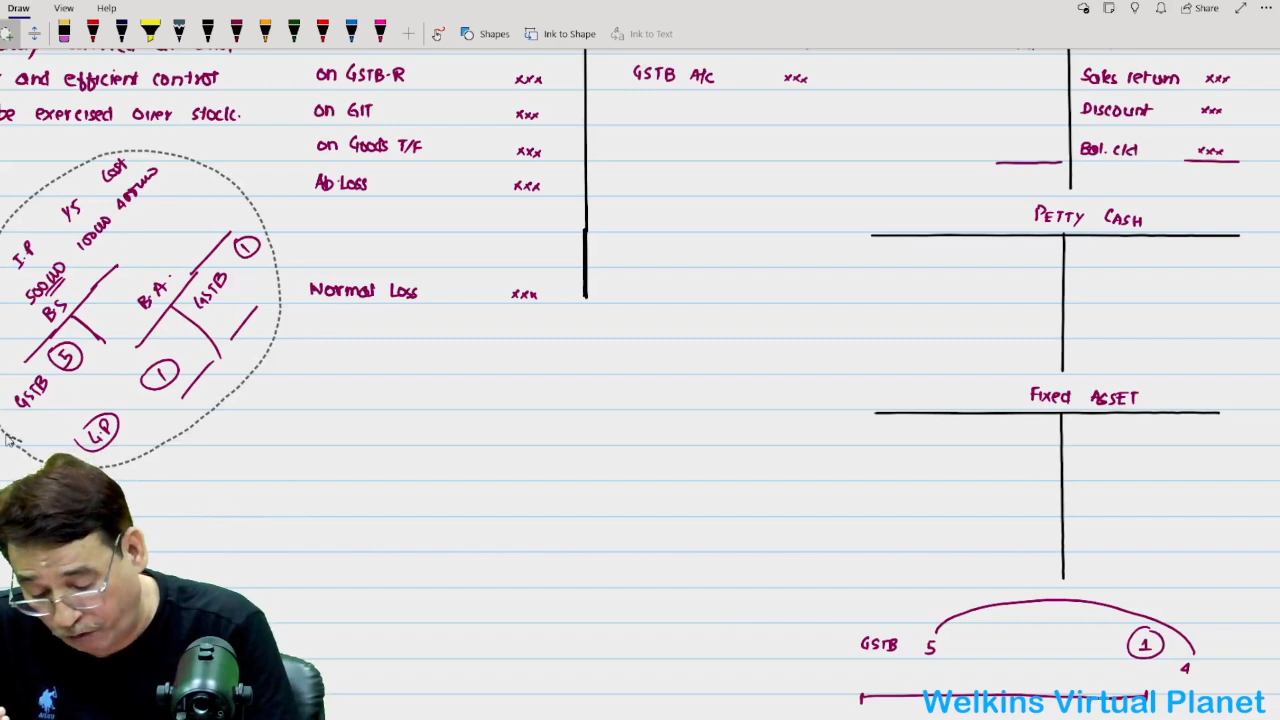 Draw View Help
Share
Shapes Ink to Shape Ink to Text
and efficient control
be exercised over stock.
on GSTB-R xxx
on GIT xxx
on Goods T/F xxx
Ab.Loss xxx
Normal Loss xxx
GSTB A/c xxx
Sales return xxx
Discount xxx
Bal. c/d xxx
PETTY CASH
Fixed ASSET
I.P YS Cost
500000 100000 400000
BS
GSTB 5
B.A.
GSTB 1
1
L.P
GSTB 5 1
4
Welkins Virtual Planet